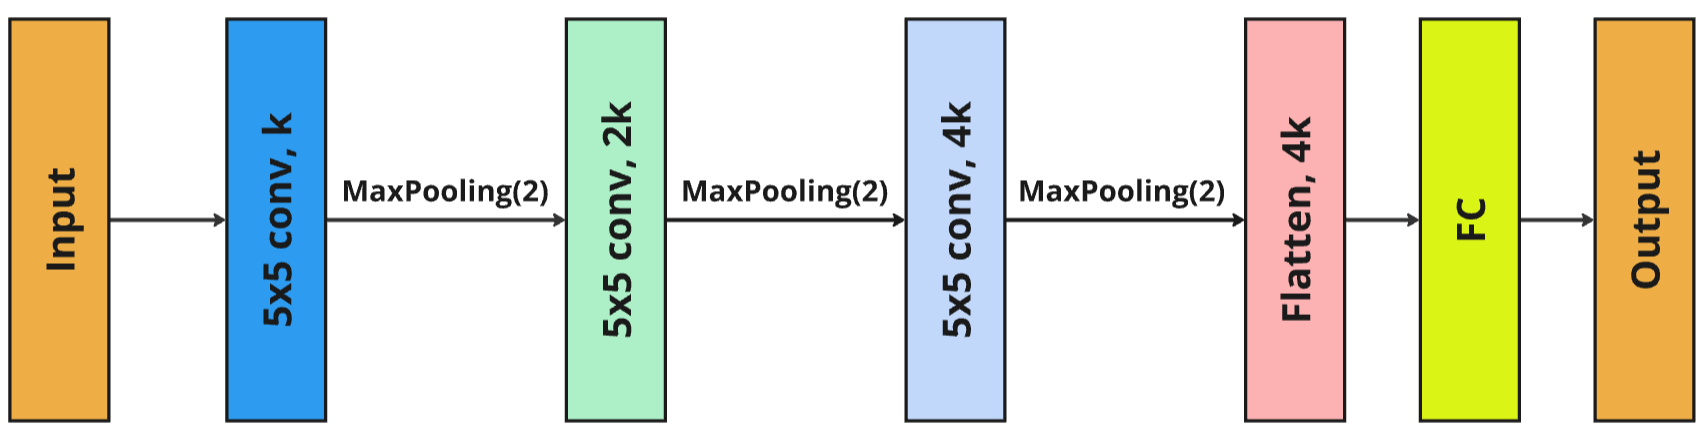 Input
5x5 conv, k
MaxPooling(2)
5x5 conv, 2k
MaxPooling(2)
5x5 conv, 4k
MaxPooling(2)
Flatten, 4k
FC
Output